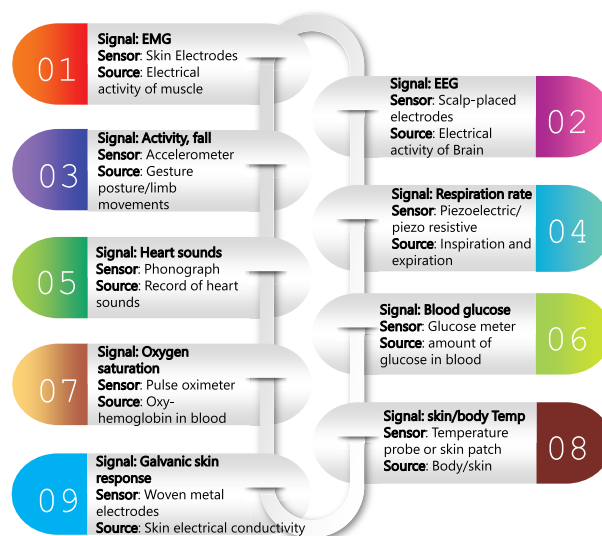 01
Signal: EMG
Sensor: Skin Electrodes
Source: Electrical
activity of muscle
Signal: EEG
Sensor: Scalp-placed
electrodes
Source: Electrical
activity of Brain
02
03
Signal: Activity, fall
Sensor: Accelerometer
Source: Gesture
posture/limb
movements
Signal: Respiration rate
Sensor: Piezoelectric/
piezo resistive
Source: Inspiration and
expiration
04
05
Signal: Heart sounds
Sensor: Phonograph
Source: Record of heart
sounds
Signal: Blood glucose
Sensor: Glucose meter
Source: amount of
glucose in blood
06
07
Signal: Oxygen
saturation
Sensor: Pulse oximeter
Source: Oxy-
hemoglobin in blood
Signal: skin/body Temp
Sensor: Temperature
probe or skin patch
Source: Body/skin
08
09
Signal: Galvanic skin
response
Sensor: Woven metal
electrodes
Source: Skin electrical conductivity